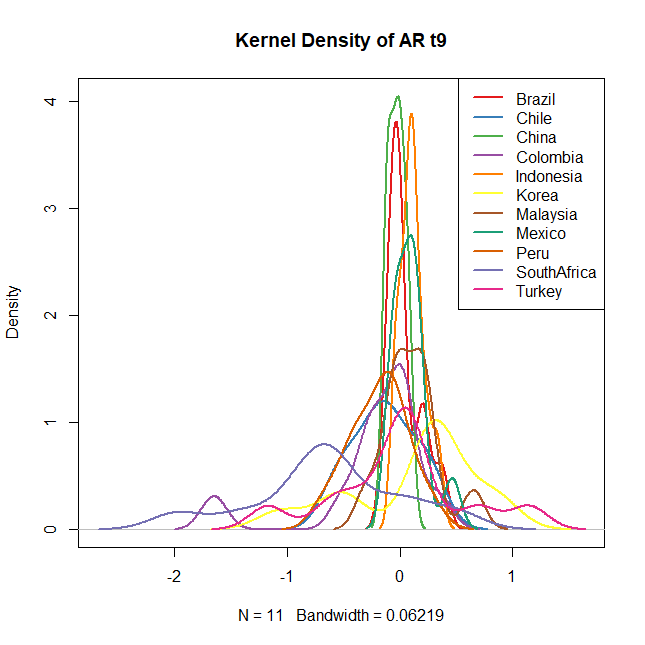 Kernel Density of AR t9
Brazil
Chile
China
Colombia
Indonesia
Korea
Malaysia
Mexico
Peru
SouthAfrica
Turkey
Density
4
3
2
1
0
-2 -1 0 1
N = 11 Bandwidth = 0.06219